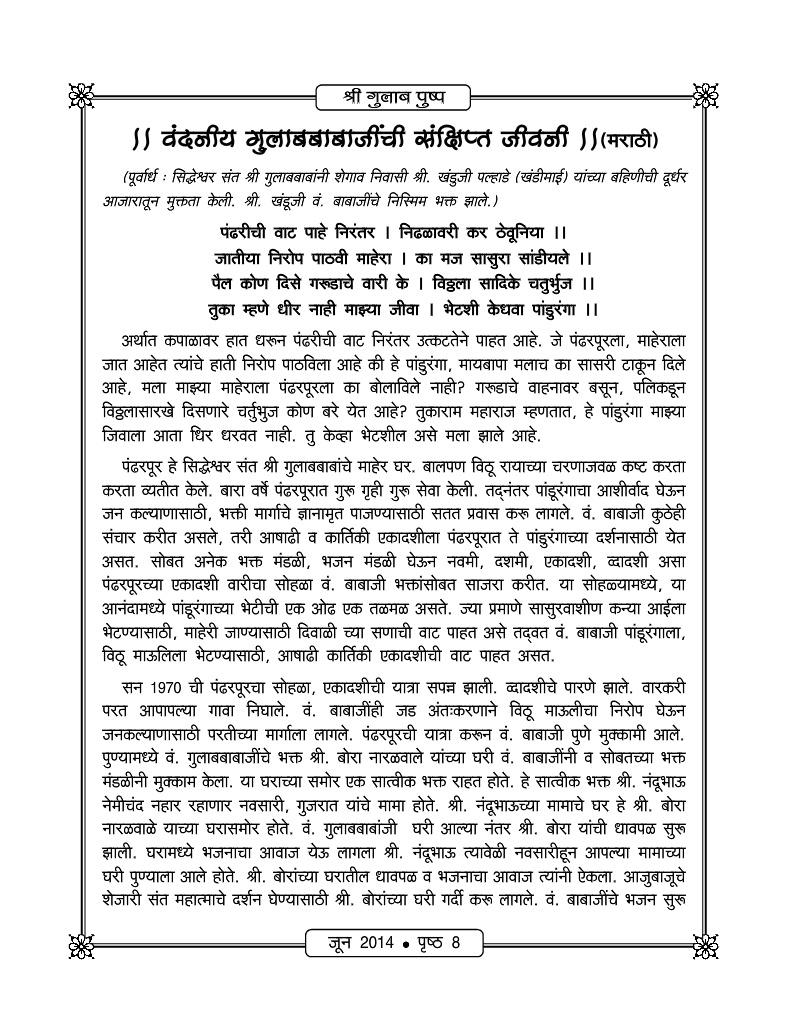 श्री गुलाब पुष्प
|| वंदनीय गुलाबबाबाजींची संक्षिप्त जीवनी ||(मराठी)
(पूर्वार्ध : सिद्धेश्वर संत श्री गुलाबबाबांनी शेगाव निवासी श्री. खंडुजी पल्हाडे (खंडीमाई) यांच्या बहिणीची दूर्धर
आजारातून मुक्तता केली. श्री. खंडूजी वं. बाबाजींचे निस्मिम भक्त झाले.)
पंढरीची वाट पाहे निरंतर । निढळावरी कर ठेवूनिया ।।
जातीया निरोप पाठवी माहेरा । का मज सासुरा सांडीयले ।।
पैल कोण दिसे गरूडाचे वारी के । विठ्ठला सादिके चतुर्भुज ।।
तुका म्हणे धीर नाही माझ्या जीवा । भेटशी केधवा पांडुरंगा ।।
अर्थात कपाळावर हात धरून पंढरीची वाट निरंतर उत्कटतेने पाहत आहे. जे पंढरपूरला, माहेराला
जात आहेत त्यांचे हाती निरोप पाठविला आहे की हे पांडुरंगा, मायबापा मलाच का सासरी टाकून दिले
आहे, मला माझ्या माहेराला पंढरपूरला का बोलाविले नाही? गरूडाचे वाहनावर बसून, पलिकडून
विठ्ठलासारखे दिसणारे चर्तुभुज कोण बरे येत आहे? तुकाराम महाराज म्हणतात, हे पांडुरंगा माझ्या
जिवाला आता धिर धरवत नाही. तु केव्हा भेटशील असे मला झाले आहे.
पंढरपूर हे सिद्धेश्वर संत श्री गुलाबबाबांचे माहेर घर. बालपण विठू रायाच्या चरणाजवळ कष्ट करता
करता व्यतीत केले. बारा वर्षे पंढरपूरात गुरू गृही गुरू सेवा केली. तद्नंतर पांडूरंगाचा आशीर्वाद घेऊन
जन कल्याणासाठी, भक्ती मार्गाचे ज्ञानामृत पाजण्यासाठी सतत प्रवास करू लागले. वं. बाबाजी कुठेही
संचार करीत असले, तरी आषाढी व कार्तिकी एकादशीला पंढरपूरात ते पांडुरंगाच्या दर्शनासाठी येत
असत. सोबत अनेक भक्त मंडळी, भजन मंडळी घेऊन नवमी, दशमी, एकादशी, व्दादशी असा
पंढरपूरच्या एकादशी वारीचा सोहळा वं. बाबाजी भक्तांसोबत साजरा करीत. या सोहळ्यामध्ये, या
आनंदामध्ये पांडूरंगाच्या भेटीची एक ओढ एक तळमळ असते. ज्या प्रमाणे सासुरवाशीण कन्या आईला
भेटण्यासाठी, माहेरी जाण्यासाठी दिवाळी च्या सणाची वाट पाहत असे तद्वत वं. बाबाजी पांडूरंगाला,
विठू माऊलिला भेटण्यासाठी, आषाढी कार्तिकी एकादशीची वाट पाहत असत.
सन 1970 ची पंढरपूरचा सोहळा, एकादशीची यात्रा सपन्न झाली. व्दादशीचे पारणे झाले. वारकरी
परत आपापल्या गावा निघाले. वं. बाबाजींही जड अंतःकरणाने विठू माऊलीचा निरोप घेऊन
जनकल्याणासाठी परतीच्या मार्गाला लागले. पंढरपूरची यात्रा करून वं. बाबाजी पुणे मुक्कामी आले.
पुण्यामध्ये वं. गुलाबबाबाजींचे भक्त श्री. बोरा नारळवाले यांच्या घरी वं. बाबाजींनी व सोबतच्या भक्त
मंडळीनी मुक्काम केला. या घराच्या समोर एक सात्वीक भक्त राहत होते. हे सात्वीक भक्त श्री. नंदूभाऊ
नेमीचंद नहार रहाणार नवसारी, गुजरात यांचे मामा होते. श्री. नंदूभाऊच्या मामाचे घर हे श्री. बोरा
नारळवाळे याच्या घरासमोर होते. वं. गुलाबबाबांजी घरी आल्या नंतर श्री. बोरा यांची धावपळ सुरू
झाली. घरामध्ये भजनाचा आवाज येऊ लागला श्री. नंदूभाऊ त्यावेळी नवसारीहून आपल्या मामाच्या
घरी पुण्याला आले होते. श्री. बोरांच्या घरातील धावपळ व भजनाचा आवाज त्यांनी ऐकला. आजुबाजूचे
शेजारी संत महात्माचे दर्शन घेण्यासाठी श्री. बोरांच्या घरी गर्दी करू लागले. वं. बाबाजींचे भजन सुरू
जून 2014 ● पृष्ठ 8